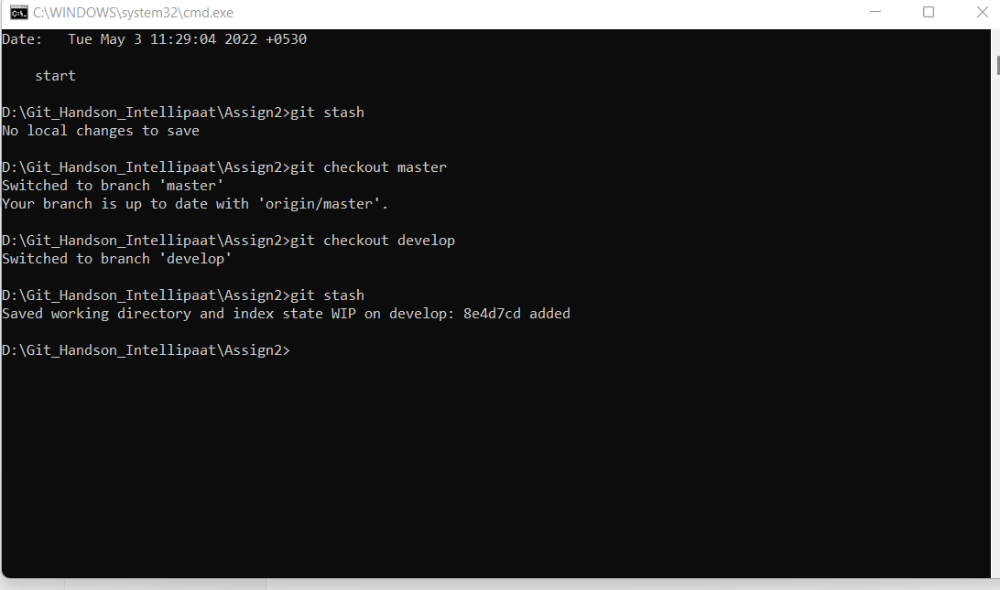 C:\WINDOWS\system32\cmd.exe
Date:   Tue May 3 11:29:04 2022 +0530
    start
D:\Git_Handson_Intellipaat\Assign2>git stash
No local changes to save
D:\Git_Handson_Intellipaat\Assign2>git checkout master
Switched to branch 'master'
Your branch is up to date with 'origin/master'.
D:\Git_Handson_Intellipaat\Assign2>git checkout develop
Switched to branch 'develop'
D:\Git_Handson_Intellipaat\Assign2>git stash
Saved working directory and index state WIP on develop: 8e4d7cd added
D:\Git_Handson_Intellipaat\Assign2>